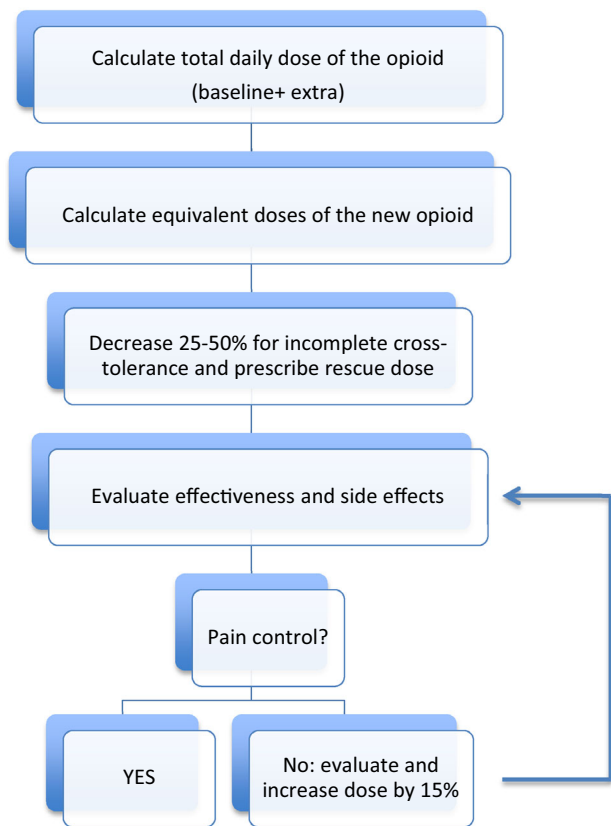 Calculate total daily dose of the opioid
(baseline+ extra)
Calculate equivalent doses of the new opioid
Decrease 25-50% for incomplete cross-
tolerance and prescribe rescue dose
Evaluate effectiveness and side effects
Pain control?
YES
No: evaluate and
increase dose by 15%